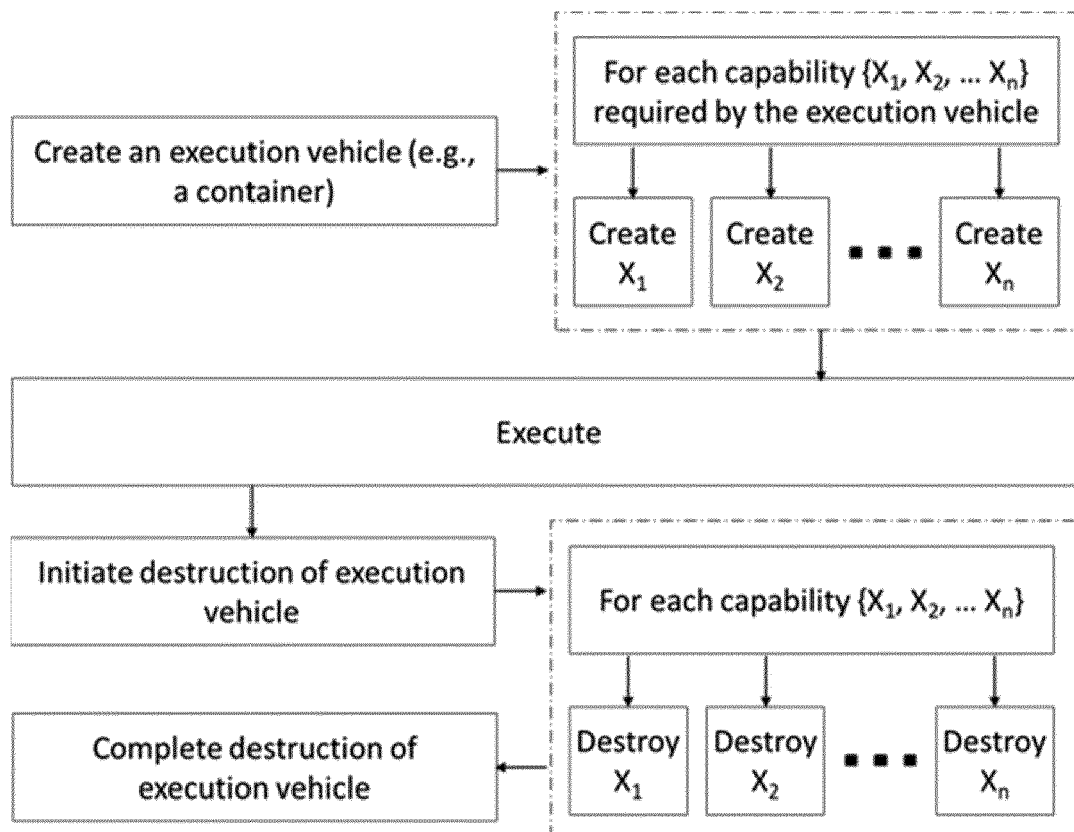 Create an execution vehicle (e.g.,
a container)
For each capability {X₁, X₂, ... Xₙ}
required by the execution vehicle
Create
X₁
Create
X₂
Create
Xₙ
Execute
Initiate destruction of execution
vehicle
For each capability {X₁, X₂, ... Xₙ}
Destroy
X₁
Destroy
X₂
Destroy
Xₙ
Complete destruction of
execution vehicle